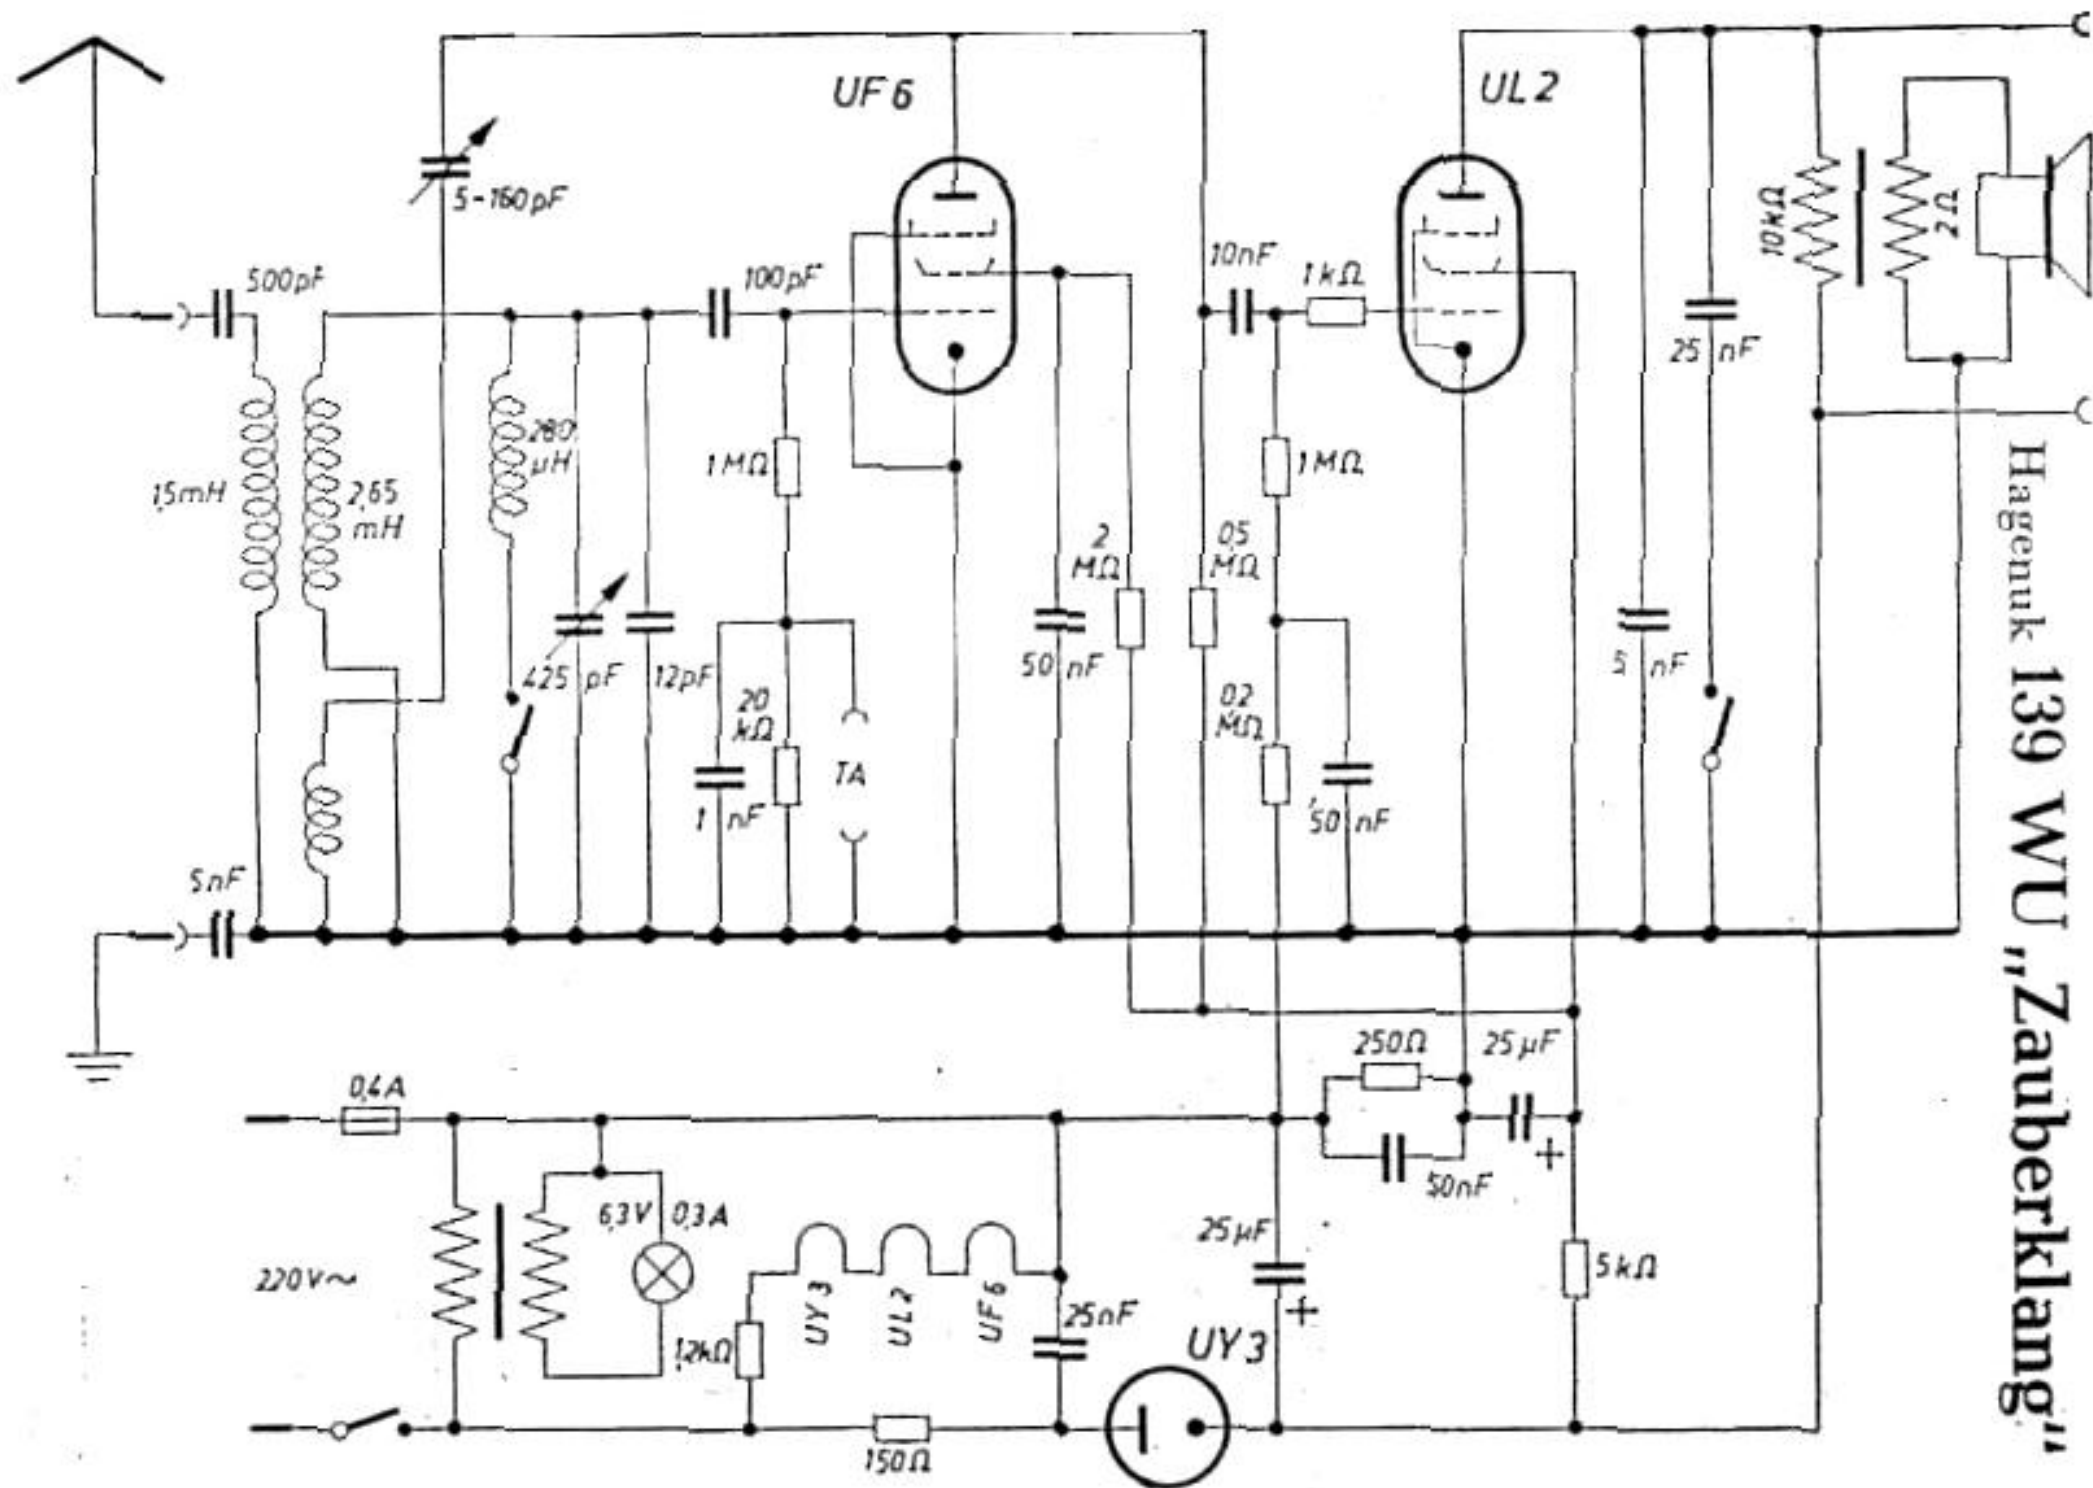 UF6
UL2
5-160pF
500pF
100pF
10nF
1kΩ
10kΩ
2Ω
25 nF
1,5mH
2,65
mH
280
µH
1MΩ
1MΩ
2
MΩ
0,5
MΩ
425 pF
12pF
20
kΩ
50 nF
0,2
MΩ
5 nF
1 nF
TA
50 nF
5nF
250Ω
25µF
0,4A
+
50nF
6,3V
0,3A
25µF
220V~
UY3
UL2
UF6
25nF
+
5kΩ
1,2kΩ
UY3
150Ω
Hagenuk 139 WU „Zauberklang“